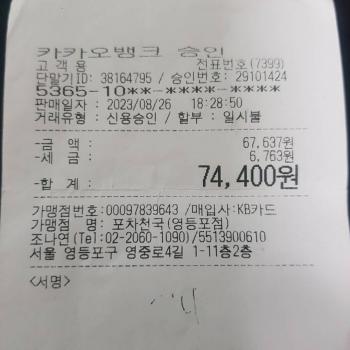 카카오뱅크 승인
고 객 용 전표번호(7399)
단말기ID: 38164795 / 승인번호: 29101424
5365-10**-****-****
판매일자 : 2023/08/26 18:28:50
거래유형 : 신용승인 / 할부 : 일시불
-금 액 : 67,637원
-세 금 : 6,763원
-합 계 : 74,400원
가맹점번호:00097839643 /매입사:KB카드
가맹점 명: 포차천국(영등포점)
조나연(Tel:02-2060-1090)/5513900610
서울 영등포구 영중로4길 1-11층2층
<서명>